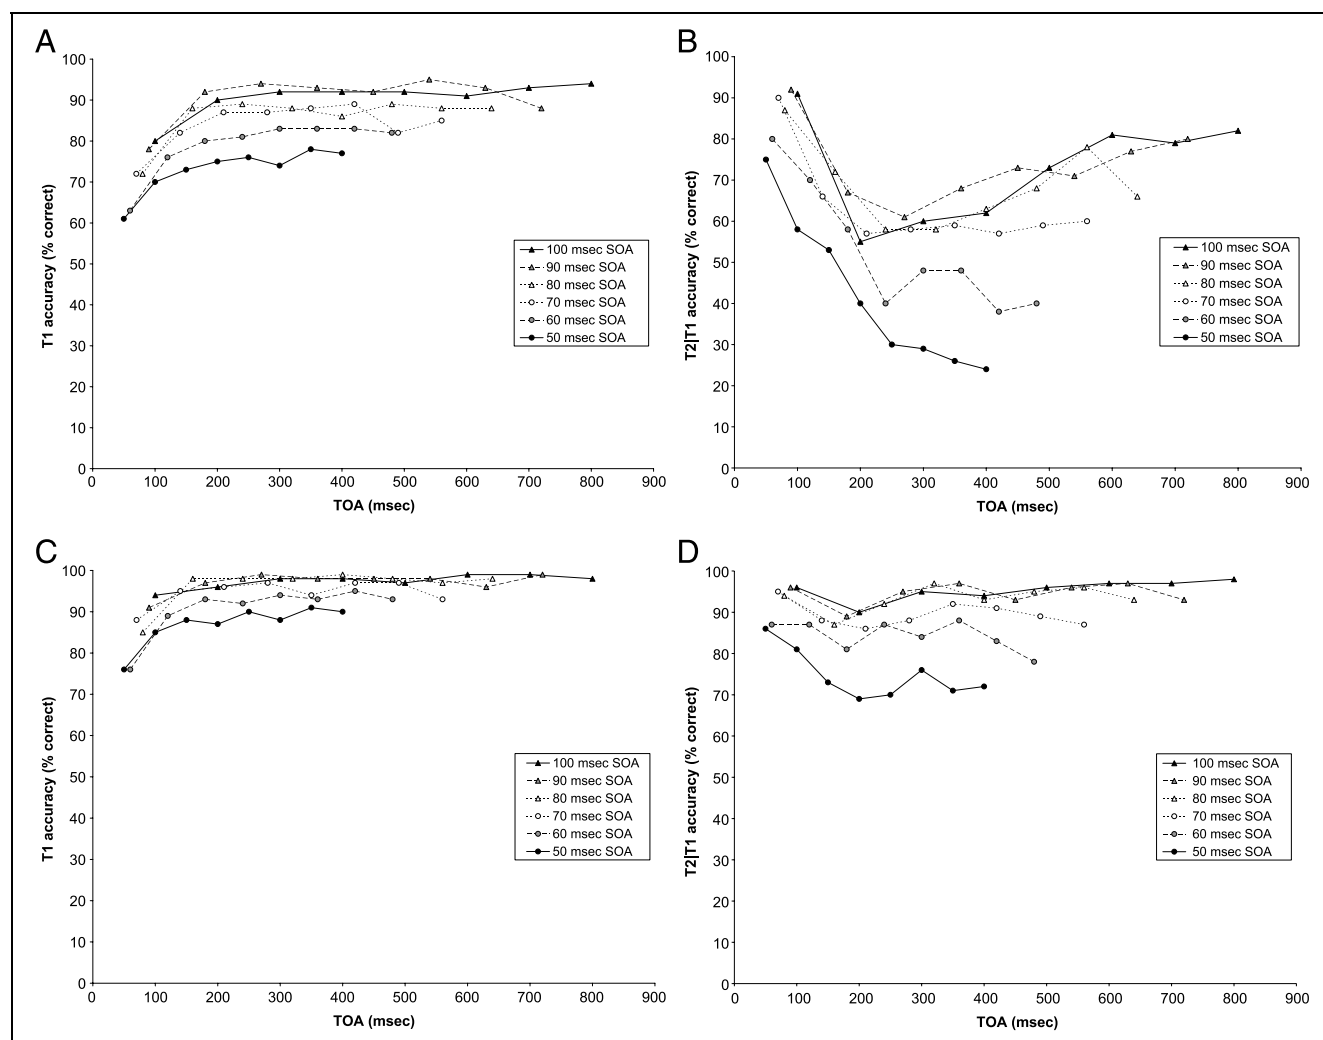 A
100
90
80
70
60
50
40
30
20
10
0
T1 accuracy (% correct)
100 msec SOA
90 msec SOA
80 msec SOA
70 msec SOA
60 msec SOA
50 msec SOA
0 100 200 300 400 500 600 700 800 900
TOA (msec)
B
100
90
80
70
60
50
40
30
20
10
0
T2|T1 accuracy (% correct)
100 msec SOA
90 msec SOA
80 msec SOA
70 msec SOA
60 msec SOA
50 msec SOA
0 100 200 300 400 500 600 700 800 900
TOA (msec)
C
100
90
80
70
60
50
40
30
20
10
0
T1 accuracy (% correct)
100 msec SOA
90 msec SOA
80 msec SOA
70 msec SOA
60 msec SOA
50 msec SOA
0 100 200 300 400 500 600 700 800 900
TOA (msec)
D
100
90
80
70
60
50
40
30
20
10
0
T2|T1 accuracy (% correct)
100 msec SOA
90 msec SOA
80 msec SOA
70 msec SOA
60 msec SOA
50 msec SOA
0 100 200 300 400 500 600 700 800 900
TOA (msec)